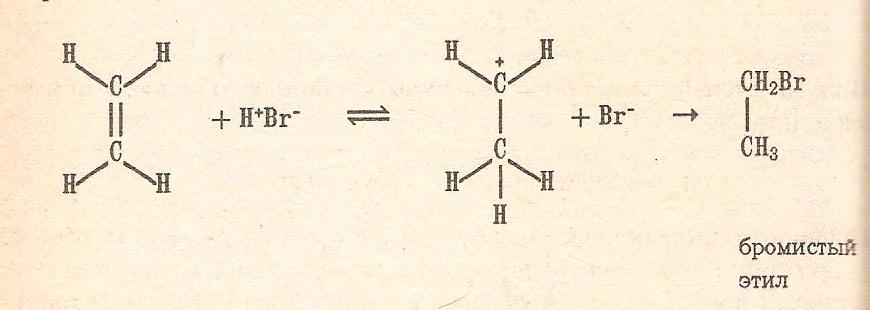 H H H H
C C⁺ CH₂Br
+ H⁺Br⁻ ⇌ + Br⁻ →
C C CH₃
H H H H
H
бромистый
этил